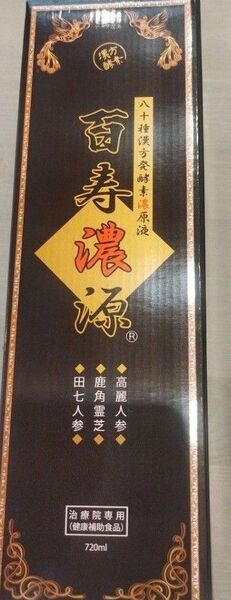 漢方
酵素
八十種漢方発酵素濃原液
百寿濃源®
◆高麗人参◆
◆鹿角霊芝◆
◆田七人参◆
治療院専用
(健康補助食品)
720ml